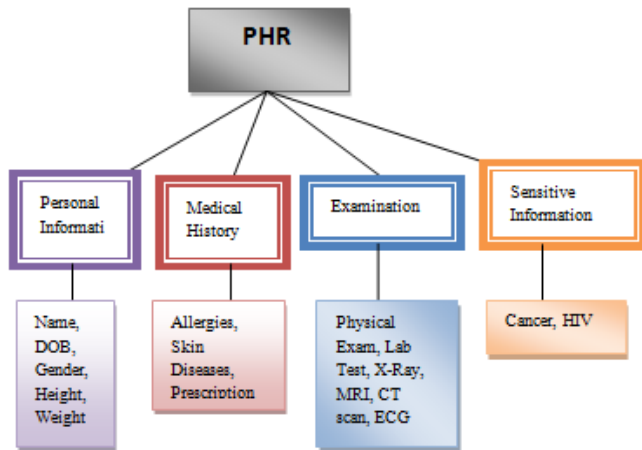 PHR
Personal
Informati
Medical
History
Examination
Sensitive
Information
Name,
DOB,
Gender,
Height,
Weight
Allergies,
Skin
Diseases,
Prescription
Physical
Exam, Lab
Test, X-Ray,
MRI, CT
scan, ECG
Cancer, HIV